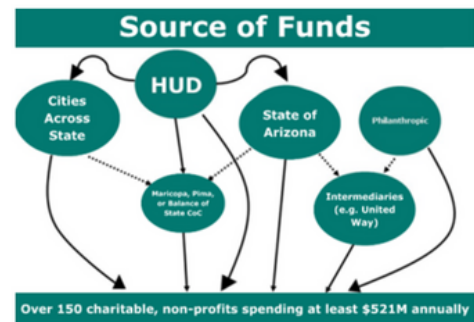 Source of Funds
HUD
Cities
Across
State
State of
Arizona
Philanthropic
Maricopa, Pima,
or Balance of
State CoC
Intermediaries
(e.g. United
Way)
Over 150 charitable, non-profits spending at least $521M annually